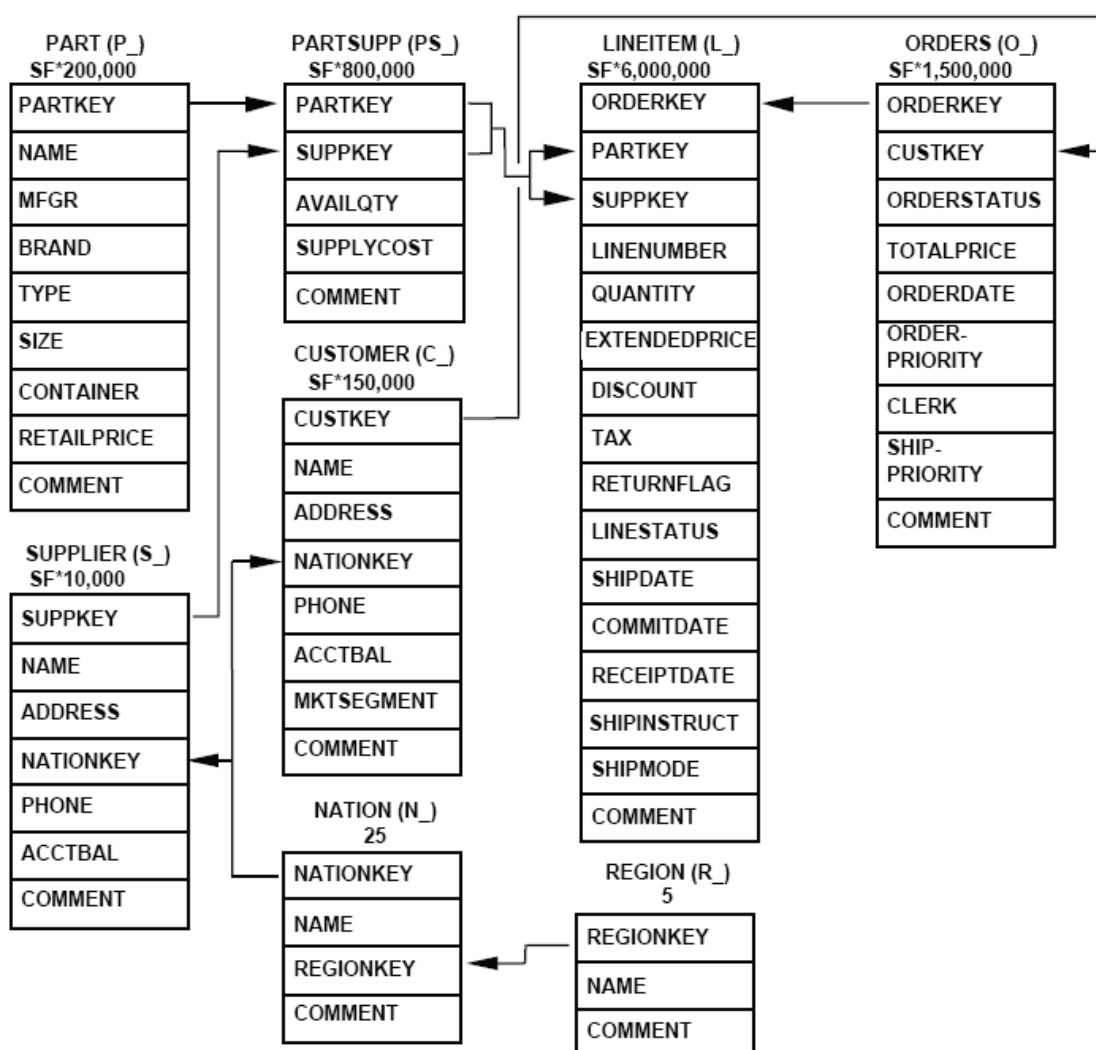 PART (P_)
SF*200,000
PARTKEY
NAME
MFGR
BRAND
TYPE
SIZE
CONTAINER
RETAILPRICE
COMMENT
SUPPLIER (S_)
SF*10,000
SUPPKEY
NAME
ADDRESS
NATIONKEY
PHONE
ACCTBAL
COMMENT
PARTSUPP (PS_)
SF*800,000
PARTKEY
SUPPKEY
AVAILQTY
SUPPLYCOST
COMMENT
CUSTOMER (C_)
SF*150,000
CUSTKEY
NAME
ADDRESS
NATIONKEY
PHONE
ACCTBAL
MKTSEGMENT
COMMENT
NATION (N_)
25
NATIONKEY
NAME
REGIONKEY
COMMENT
LINEITEM (L_)
SF*6,000,000
ORDERKEY
PARTKEY
SUPPKEY
LINENUMBER
QUANTITY
EXTENDEDPRICE
DISCOUNT
TAX
RETURNFLAG
LINESTATUS
SHIPDATE
COMMITDATE
RECEIPTDATE
SHIPINSTRUCT
SHIPMODE
COMMENT
REGION (R_)
5
REGIONKEY
NAME
COMMENT
ORDERS (O_)
SF*1,500,000
ORDERKEY
CUSTKEY
ORDERSTATUS
TOTALPRICE
ORDERDATE
ORDER-
PRIORITY
CLERK
SHIP-
PRIORITY
COMMENT